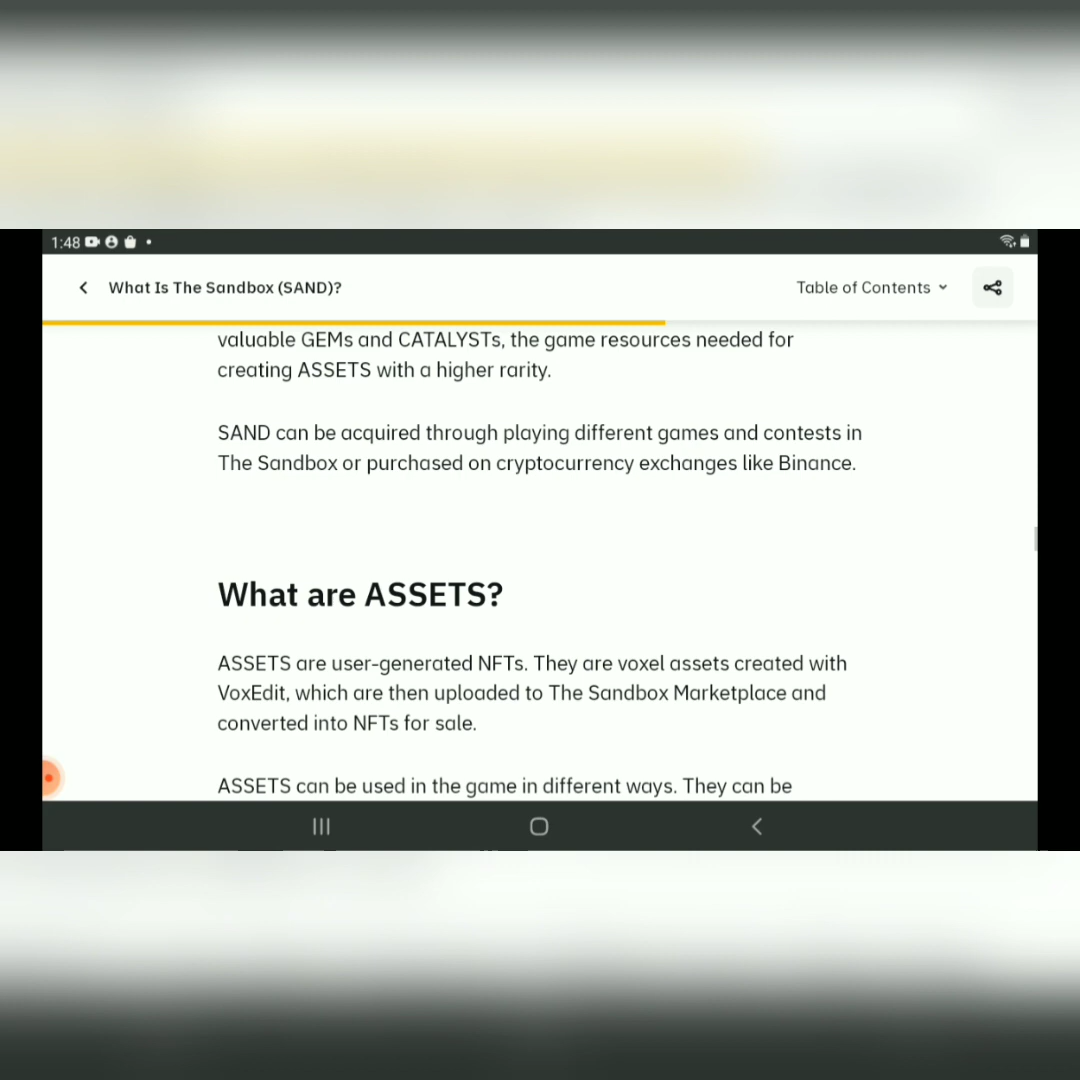 1:48
What Is The Sandbox (SAND)?
Table of Contents
valuable GEMs and CATALYSTs, the game resources needed for
creating ASSETS with a higher rarity.
SAND can be acquired through playing different games and contests in
The Sandbox or purchased on cryptocurrency exchanges like Binance.
What are ASSETS?
ASSETS are user-generated NFTs. They are voxel assets created with
VoxEdit, which are then uploaded to The Sandbox Marketplace and
converted into NFTs for sale.
ASSETS can be used in the game in different ways. They can be